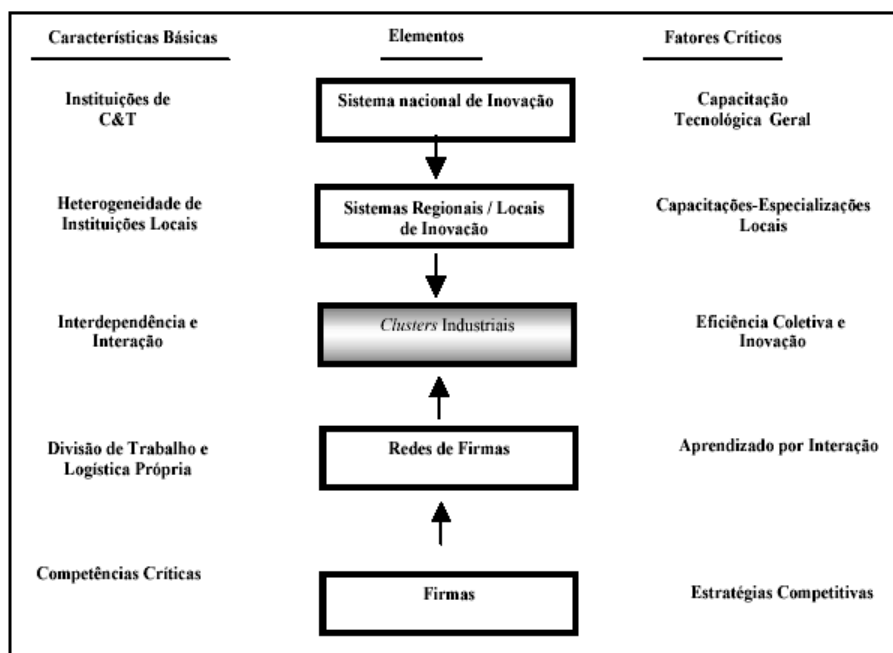 Características Básicas
Elementos
Fatores Críticos
Instituições de
C&T
Sistema nacional de Inovação
Capacitação
Tecnológica Geral
Heterogeneidade de
Instituições Locais
Sistemas Regionais / Locais
de Inovação
Capacitações-Especializações
Locais
Interdependência e
Interação
Clusters Industriais
Eficiência Coletiva e
Inovação
Divisão de Trabalho e
Logística Própria
Redes de Firmas
Aprendizado por Interação
Competências Críticas
Firmas
Estratégias Competitivas